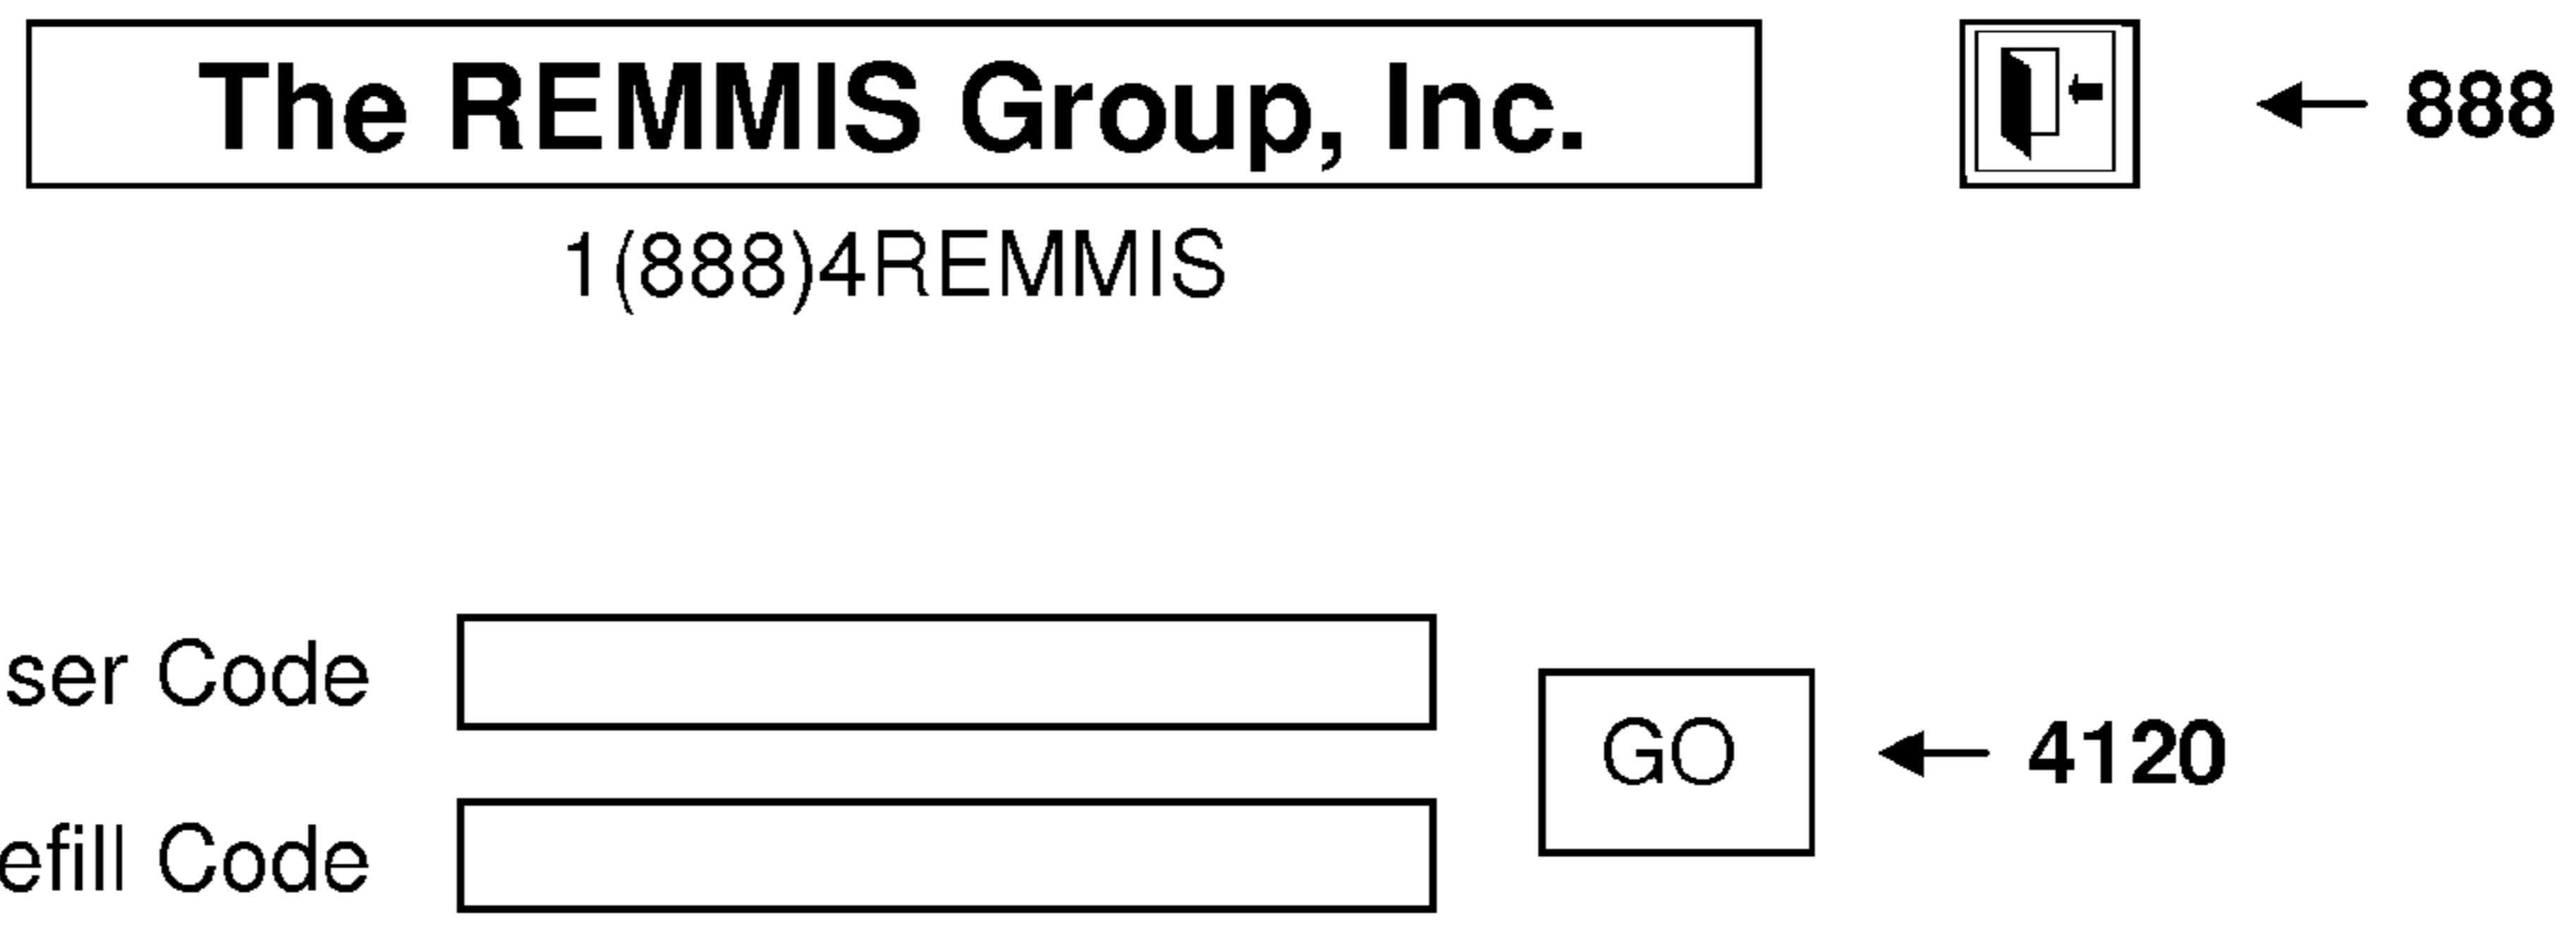 The REMMIS Group, Inc. 888
1(888)4REMMIS
ser Code
GO 4120
efill Code